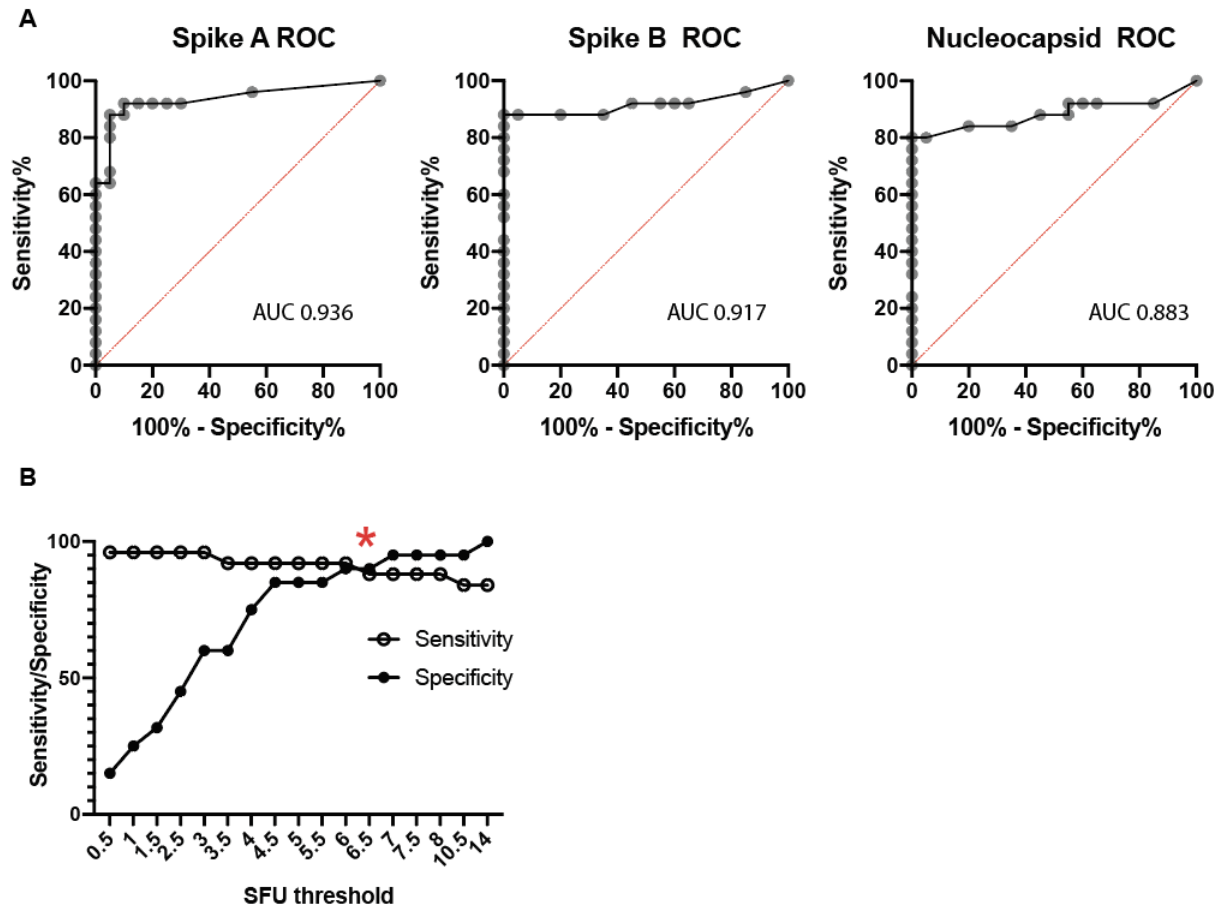 A
Spike A ROC
Spike B ROC
Nucleocapsid ROC
100
80
60
40
20
0
Sensitivity%
AUC 0.936
0 20 40 60 80 100
100% - Specificity%
100
80
60
40
20
0
Sensitivity%
AUC 0.917
0 20 40 60 80 100
100% - Specificity%
100
80
60
40
20
0
Sensitivity%
AUC 0.883
0 20 40 60 80 100
100% - Specificity%
B
*
100
50
0
Sensitivity/Specificity
Sensitivity
Specificity
0.5 1 1.5 2.5 3 3.5 4 4.5 5 5.5 6 6.5 7 7.5 8 10.5 14
SFU threshold